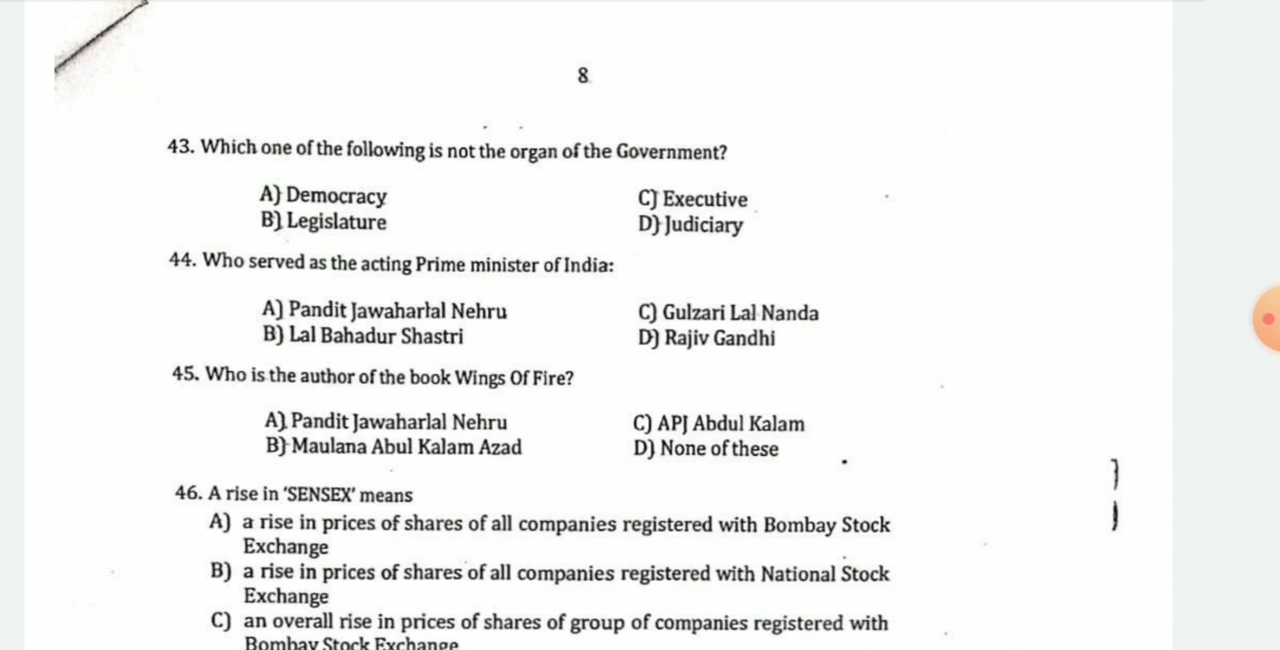 8
43. Which one of the following is not the organ of the Government?
A) Democracy
C) Executive
B) Legislature
D) Judiciary
44. Who served as the acting Prime minister of India:
A) Pandit Jawaharlal Nehru
C) Gulzari Lal Nanda
B) Lal Bahadur Shastri
D) Rajiv Gandhi
45. Who is the author of the book Wings Of Fire?
A) Pandit Jawaharlal Nehru
C) APJ Abdul Kalam
B) Maulana Abul Kalam Azad
D) None of these
46. A rise in ‘SENSEX’ means
A) a rise in prices of shares of all companies registered with Bombay Stock
Exchange
B) a rise in prices of shares of all companies registered with National Stock
Exchange
C) an overall rise in prices of shares of group of companies registered with
Bombay Stock Exchange